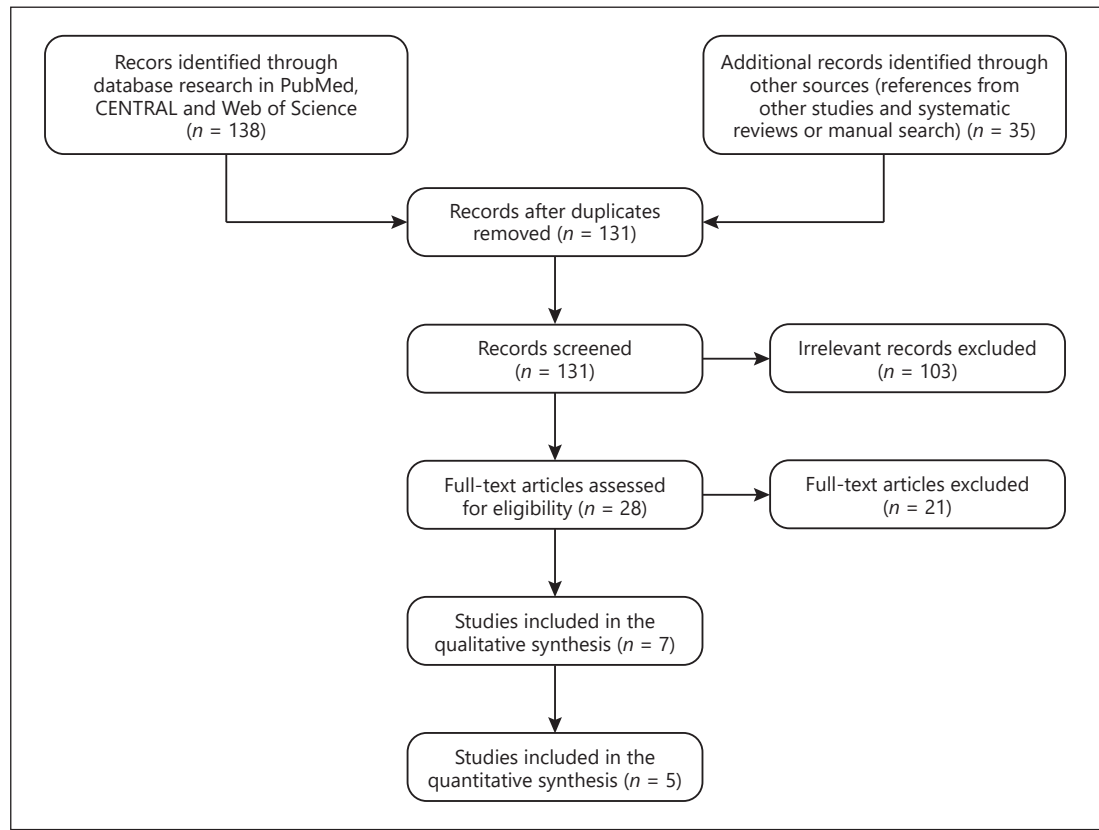 Recors identified through
database research in PubMed,
CENTRAL and Web of Science
(n = 138)
Additional records identified through
other sources (references from
other studies and systematic
reviews or manual search) (n = 35)
Records after duplicates
removed (n = 131)
Records screened
(n = 131)
Irrelevant records excluded
(n = 103)
Full-text articles assessed
for eligibility (n = 28)
Full-text articles excluded
(n = 21)
Studies included in the
qualitative synthesis (n = 7)
Studies included in the
quantitative synthesis (n = 5)